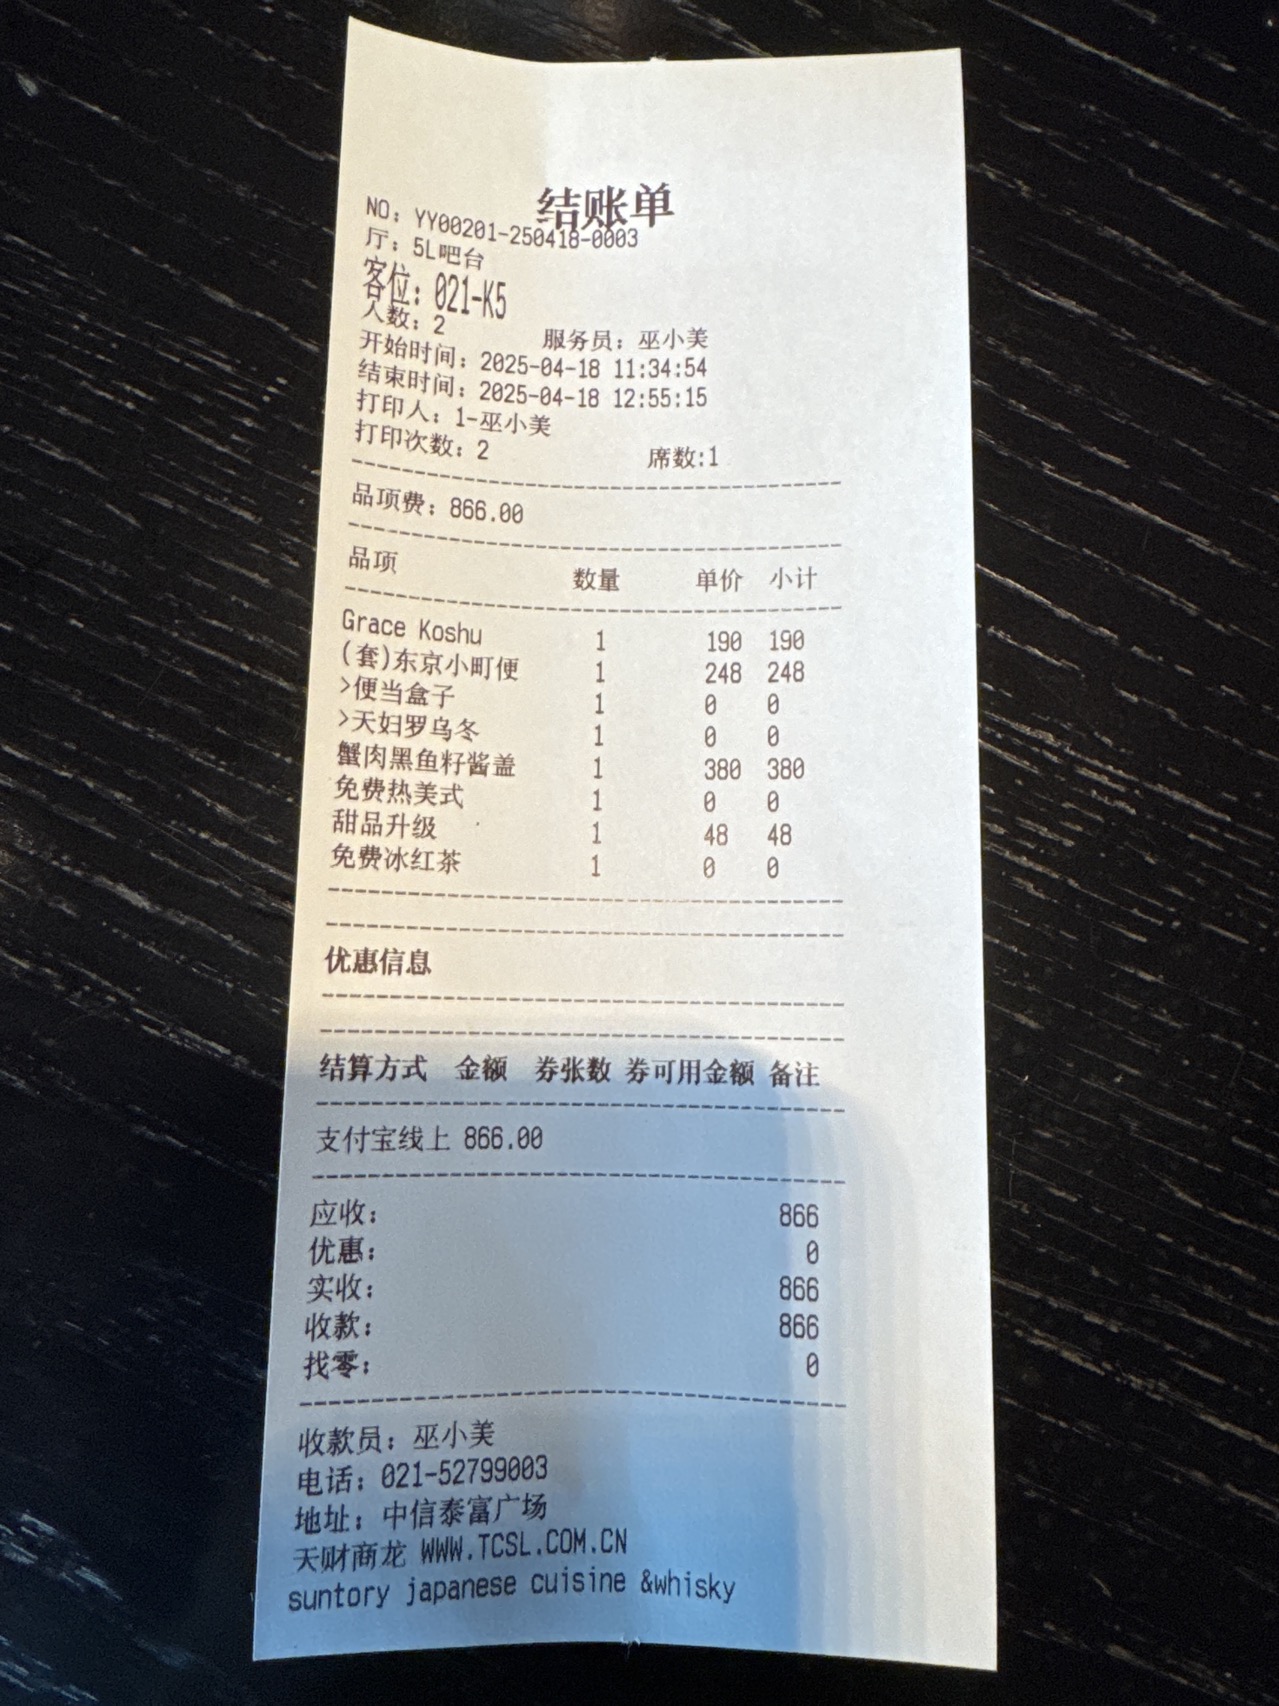 结账单
NO: YY00201-250418-0003
厅: 5L吧台
客位: 021-K5
人数: 2 服务员: 巫小美
开始时间: 2025-04-18 11:34:54
结束时间: 2025-04-18 12:55:15
打印人: 1-巫小美
打印次数: 2 席数:1
品项费: 866.00
品项 数量 单价 小计
Grace Koshu 1 190 190
(套)东京小町便 1 248 248
>便当盒子 1 0 0
>天妇罗乌冬 1 0 0
蟹肉黑鱼籽酱盖 1 380 380
免费热美式 1 0 0
甜品升级 1 48 48
免费冰红茶 1 0 0
优惠信息
结算方式 金额 券张数 券可用金额 备注
支付宝线上 866.00
应收: 866
优惠: 0
实收: 866
收款: 866
找零: 0
收款员: 巫小美
电话: 021-52799003
地址: 中信泰富广场
天财商龙 WWW.TCSL.COM.CN
suntory japanese cuisine &whisky